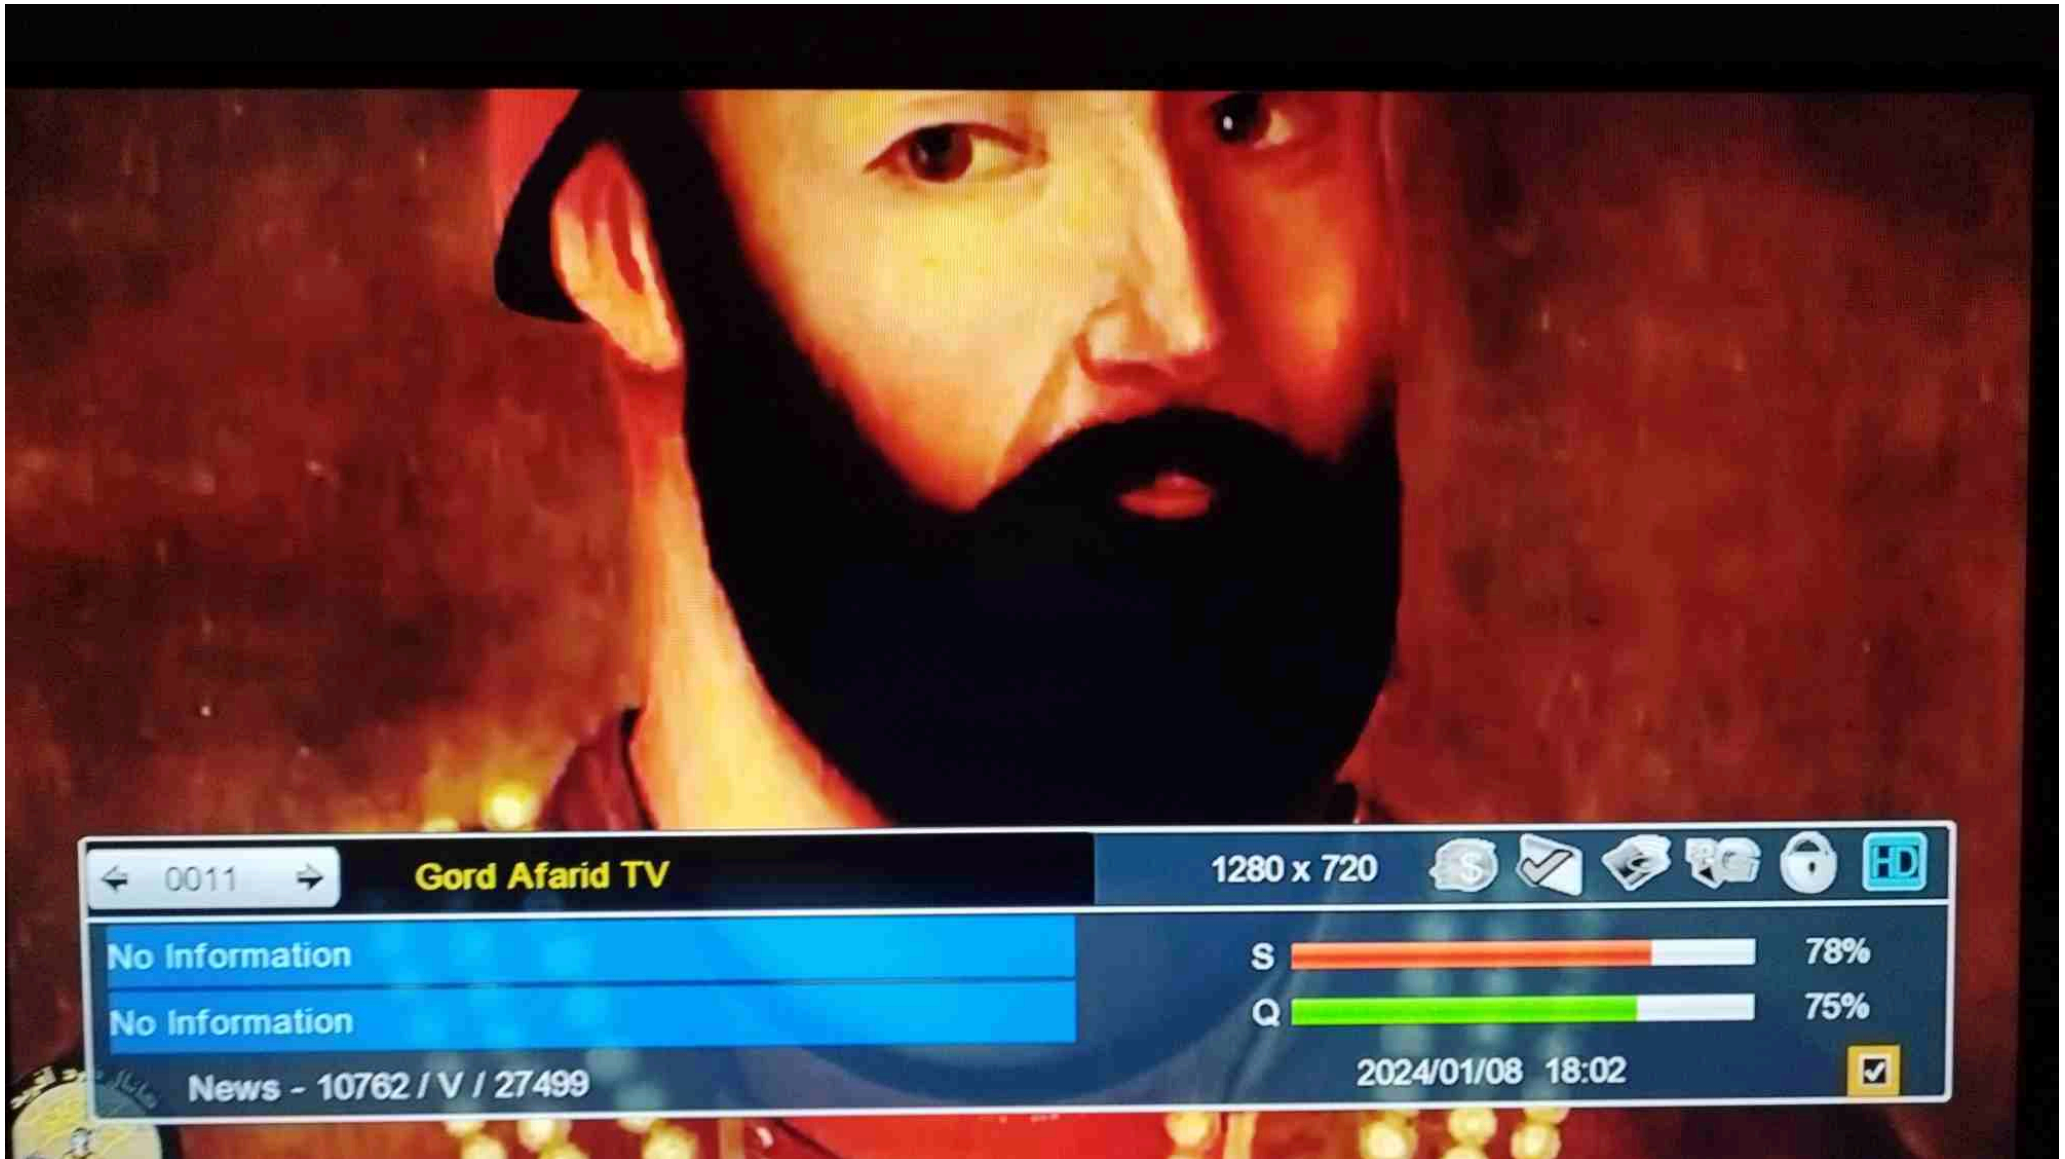 0011
Gord Afarid TV
1280 x 720
HD
No Information
S
78%
No Information
Q
75%
News - 10762 / V / 27499
2024/01/08 18:02